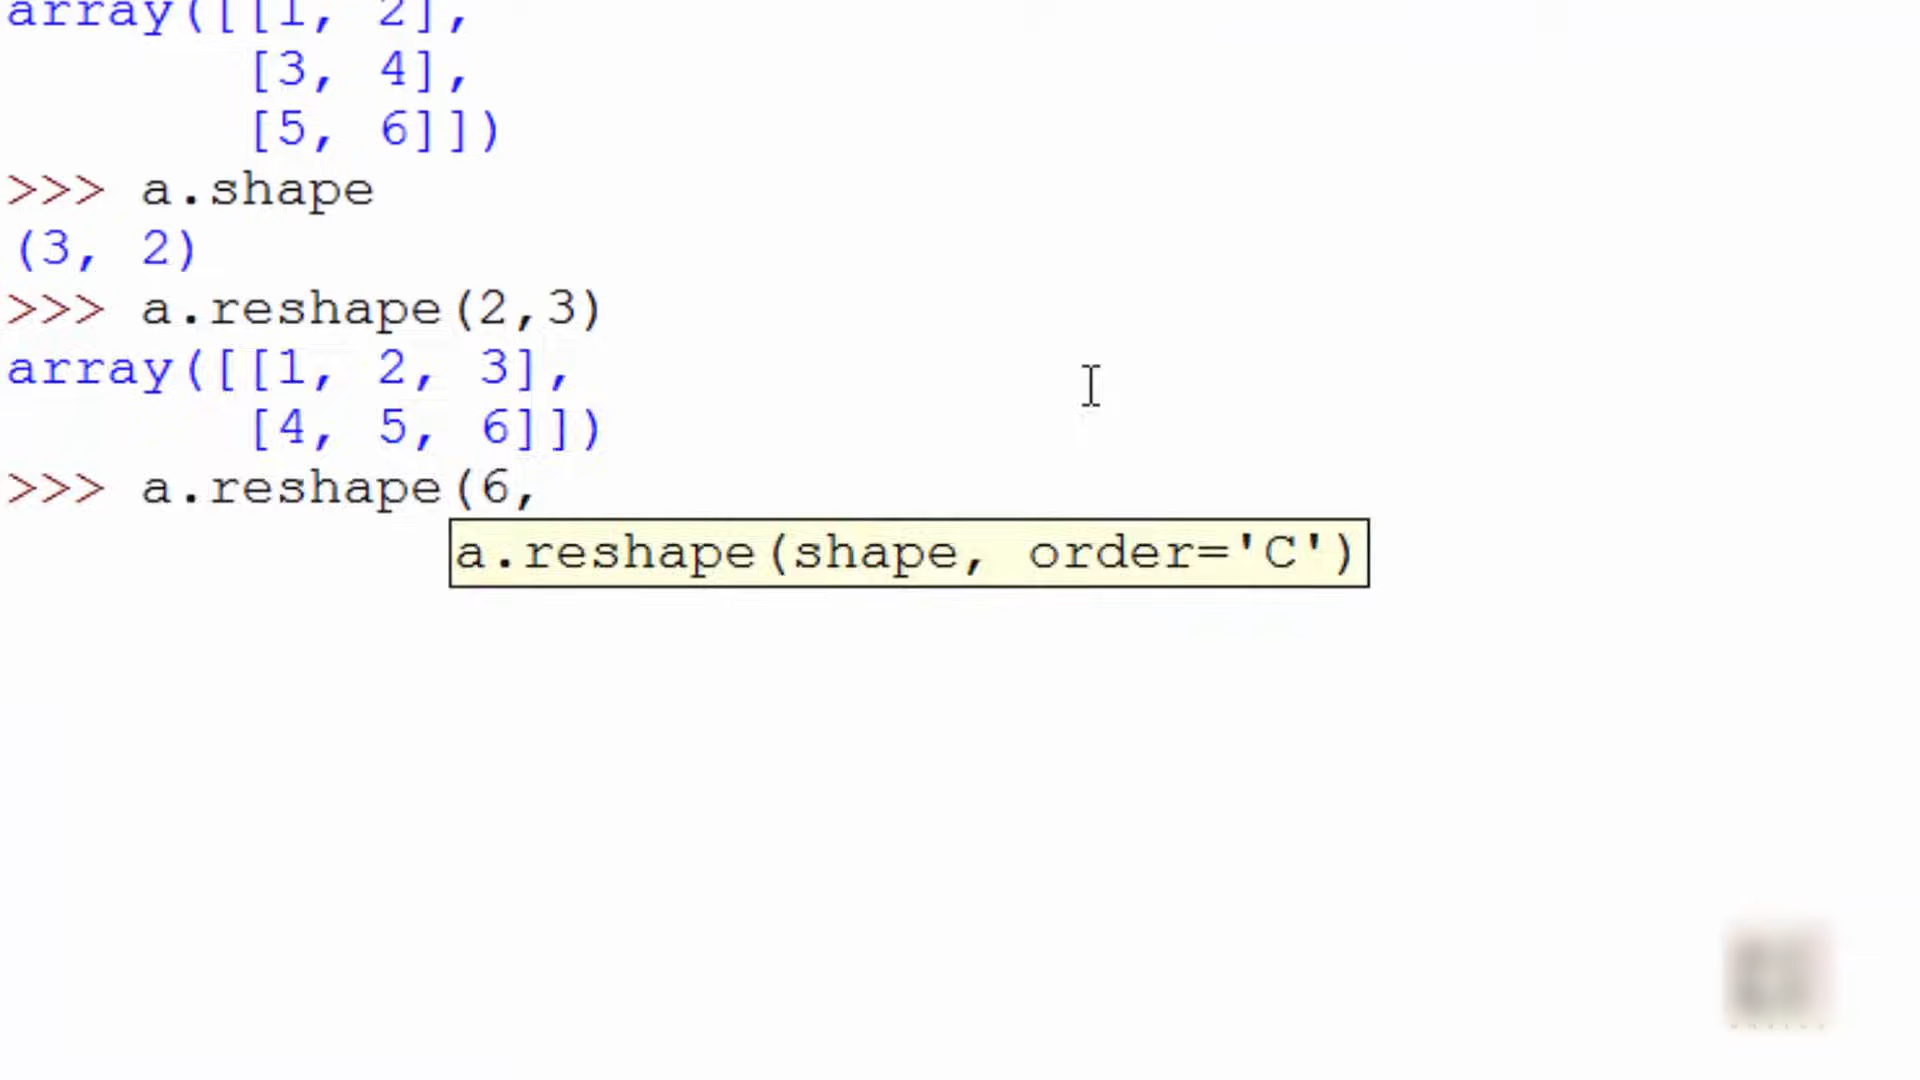 array([[1, 2],
       [3, 4],
       [5, 6]])
>>> a.shape
(3, 2)
>>> a.reshape(2,3)
array([[1, 2, 3],
       [4, 5, 6]])
>>> a.reshape(6,
a.reshape(shape, order='C')